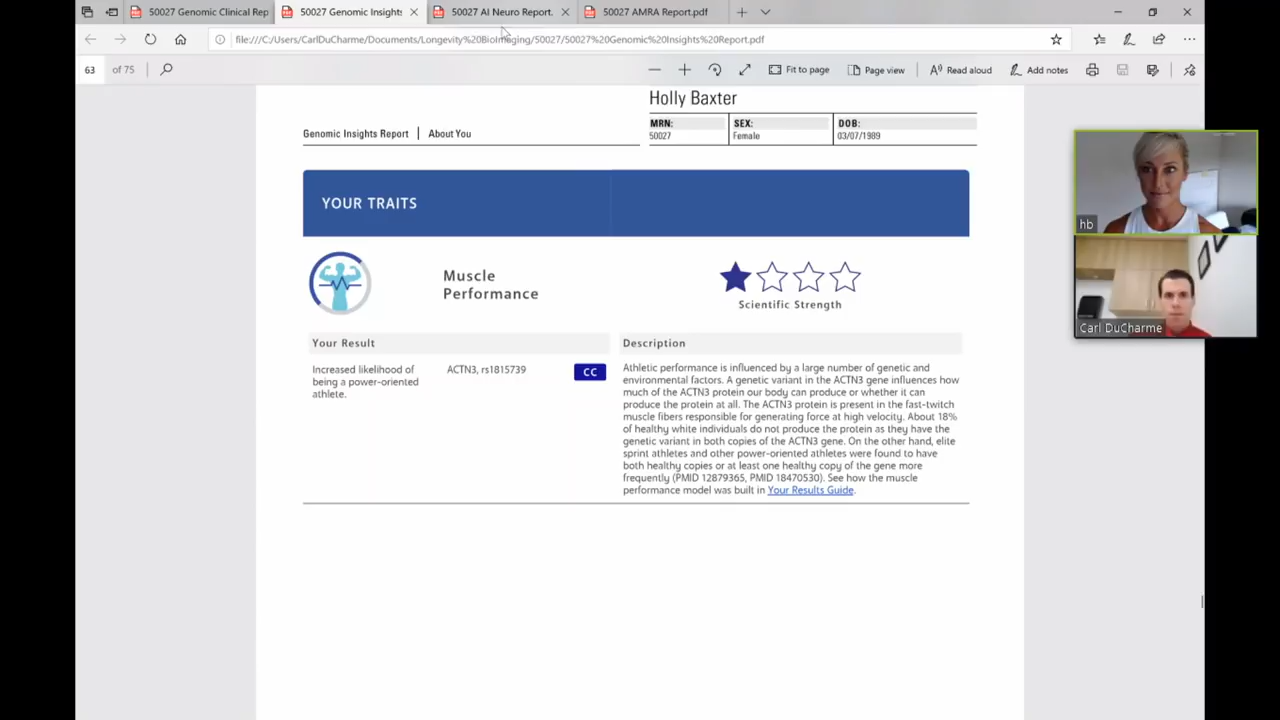 50027 Genomic Clinical Rep
50027 Genomic Insights
50027 AI Neuro Report.
50027 AMRA Report.pdf
file:///C:/Users/CarlDuCharme/Documents/Longevity%20BioImaging/50027/50027%20Genomic%20Insights%20Report.pdf
63 of 75
Fit to page
Page view
Read aloud
Add notes
Holly Baxter
Genomic Insights Report | About You
MRN: SEX: DOB:
50027 Female 03/07/1989
YOUR TRAITS
Muscle
Performance
Scientific Strength
Your Result
Description
Increased likelihood of
being a power-oriented
athlete.
ACTN3, rs1815739
CC
Athletic performance is influenced by a large number of genetic and
environmental factors. A genetic variant in the ACTN3 gene influences how
much of the ACTN3 protein our body can produce or whether it can
produce the protein at all. The ACTN3 protein is present in the fast-twitch
muscle fibers responsible for generating force at high velocity. About 18%
of healthy white individuals do not produce the protein as they have the
genetic variant in both copies of the ACTN3 gene. On the other hand, elite
sprint athletes and other power-oriented athletes were found to have
both healthy copies or at least one healthy copy of the gene more
frequently (PMID 12879365, PMID 18470530). See how the muscle
performance model was built in Your Results Guide.
hb
Carl DuCharme